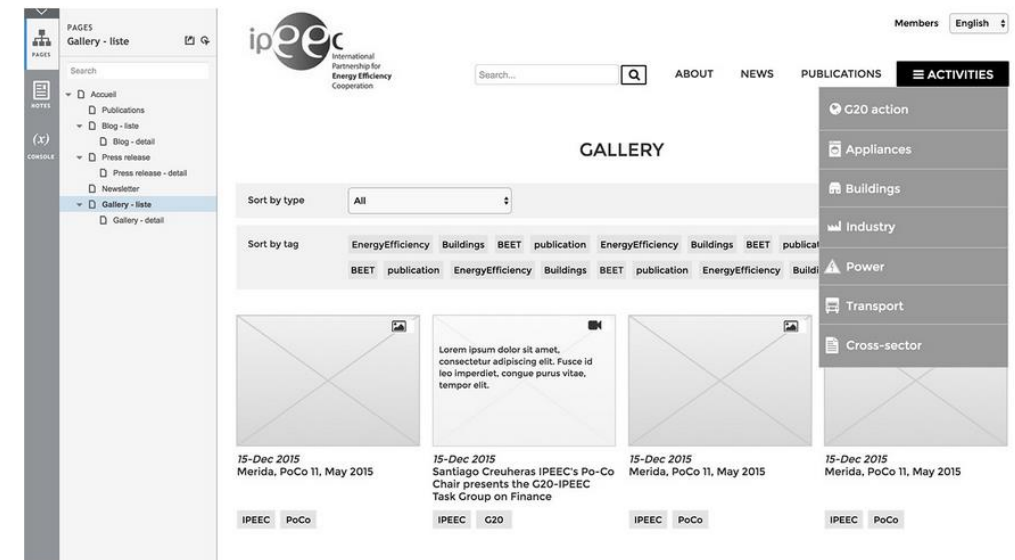 PAGES
Gallery - liste
PAGES
Search
NOTES
Accueil
Publications
(x)
Blog - liste
Blog - detail
CONSOLE
Press release
Press release - detail
Newsletter
Gallery - liste
Gallery - detail
ipeec
International
Partnership for
Energy Efficiency
Cooperation
Members English
Search... ABOUT NEWS PUBLICATIONS ACTIVITIES
G20 action
Appliances
Buildings
Industry
Power
Transport
Cross-sector
GALLERY
Sort by type All
Sort by tag EnergyEfficiency Buildings BEET publication EnergyEfficiency Buildings BEET publicat
BEET publication EnergyEfficiency Buildings BEET publication EnergyEfficiency Buildi
Lorem ipsum dolor sit amet,
consectetur adipiscing elit. Fusce id
leo imperdiet, congue purus vitae,
tempor elit.
15-Dec 2015
Merida, PoCo 11, May 2015
IPEEC PoCo
15-Dec 2015
Santiago Creuheras IPEEC's Po-Co
Chair presents the G20-IPEEC
Task Group on Finance
IPEEC G20
15-Dec 2015
Merida, PoCo 11, May 2015
IPEEC PoCo
15-Dec 2015
Merida, PoCo 11, May 2015
IPEEC PoCo